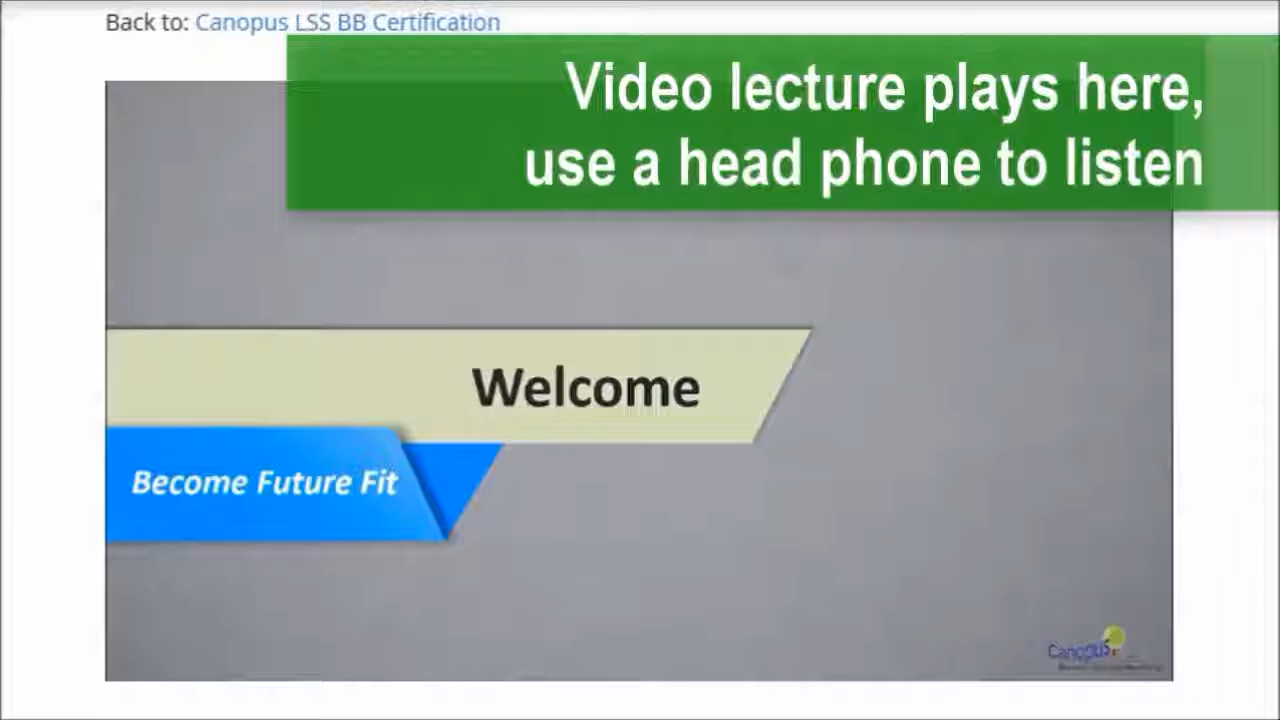 Back to: Canopus LSS BB Certification
Video lecture plays here,
use a head phone to listen
Welcome
Become Future Fit
Canopus